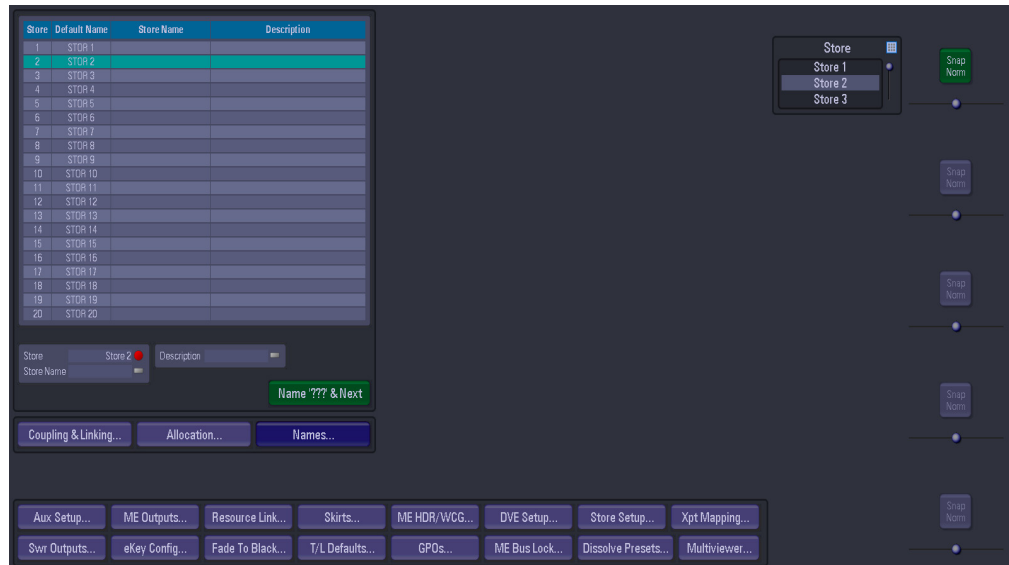 Store Default Name Store Name Description
1 STOR 1
2 STOR 2
3 STOR 3
4 STOR 4
5 STOR 5
6 STOR 6
7 STOR 7
8 STOR 8
9 STOR 9
10 STOR 10
11 STOR 11
12 STOR 12
13 STOR 13
14 STOR 14
15 STOR 15
16 STOR 16
17 STOR 17
18 STOR 18
19 STOR 19
20 STOR 20
Store Store 2 Description
Store Name
Name '???' & Next
Coupling & Linking... Allocation... Names...
Store
Store 1
Store 2
Store 3
Snap
Norm
Snap
Norm
Snap
Norm
Snap
Norm
Snap
Norm
Aux Setup... ME Outputs... Resource Link... Skirts... ME HDR/WCG... DVE Setup... Store Setup... Xpt Mapping...
Swr Outputs... eKey Config... Fade To Black... T/L Defaults... GPOs... ME Bus Lock... Dissolve Presets... Multiviewer...